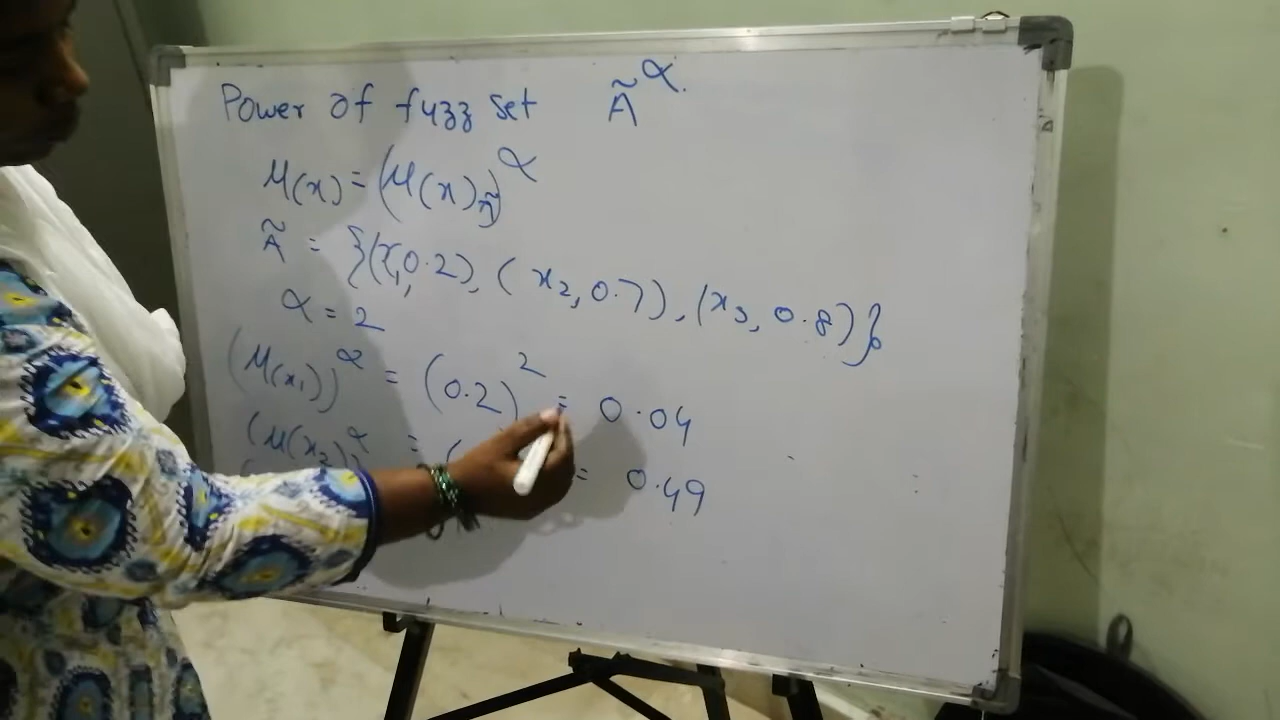 Power of fuzz set Ã^α.
μ(x) = (μ(x)_Ã)^α
Ã = {(x₁,0.2), (x₂,0.7), (x₃,0.8)}
α = 2
(μ(x₁))^α = (0.2)² = 0.04
(μ(x₂))^α = ( = 0.49